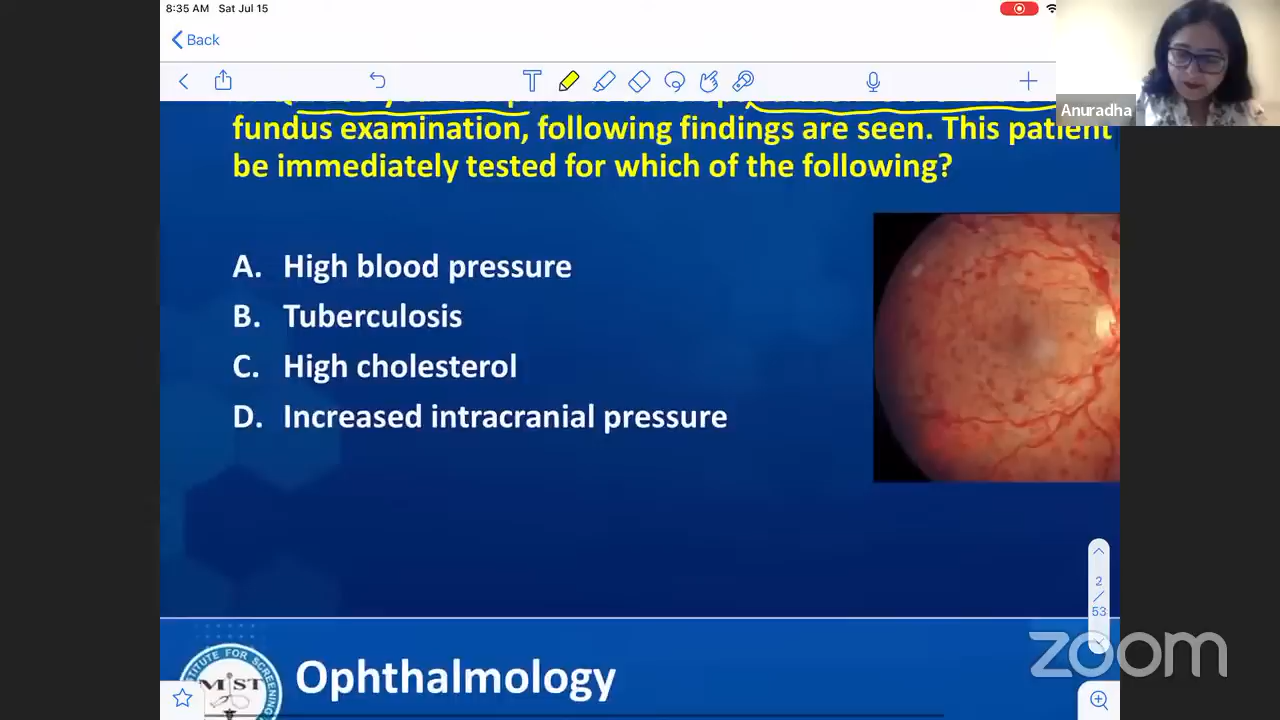 8:35 AM Sat Jul 15
Back
Anuradha
fundus examination, following findings are seen. This patient
be immediately tested for which of the following?
A. High blood pressure
B. Tuberculosis
C. High cholesterol
D. Increased intracranial pressure
2
/
53
zoom
Ophthalmology
MIST